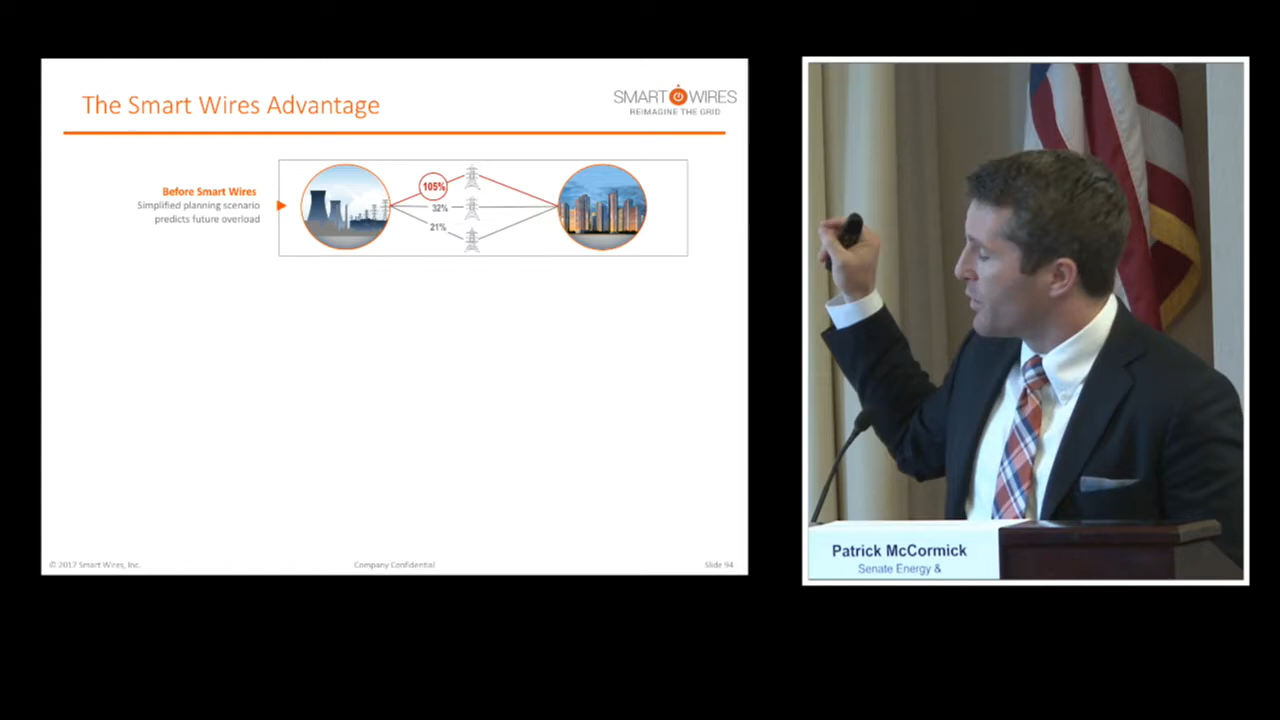 The Smart Wires Advantage
SMART WIRES
REIMAGINE THE GRID
Before Smart Wires
Simplified planning scenario
predicts future overload
105%
32%
21%
© 2017 Smart Wires, Inc.
Company Confidential
Slide 94
Patrick McCormick
Senate Energy &